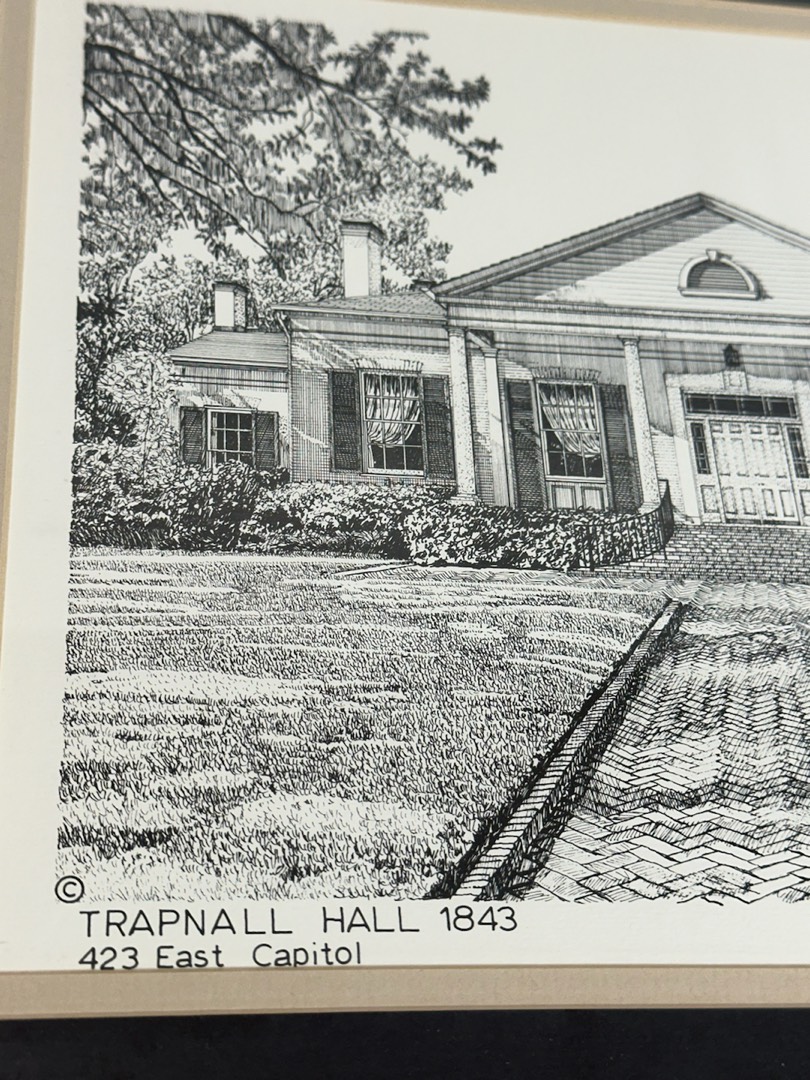 ©
TRAPNALL HALL 1843
423 East Capitol